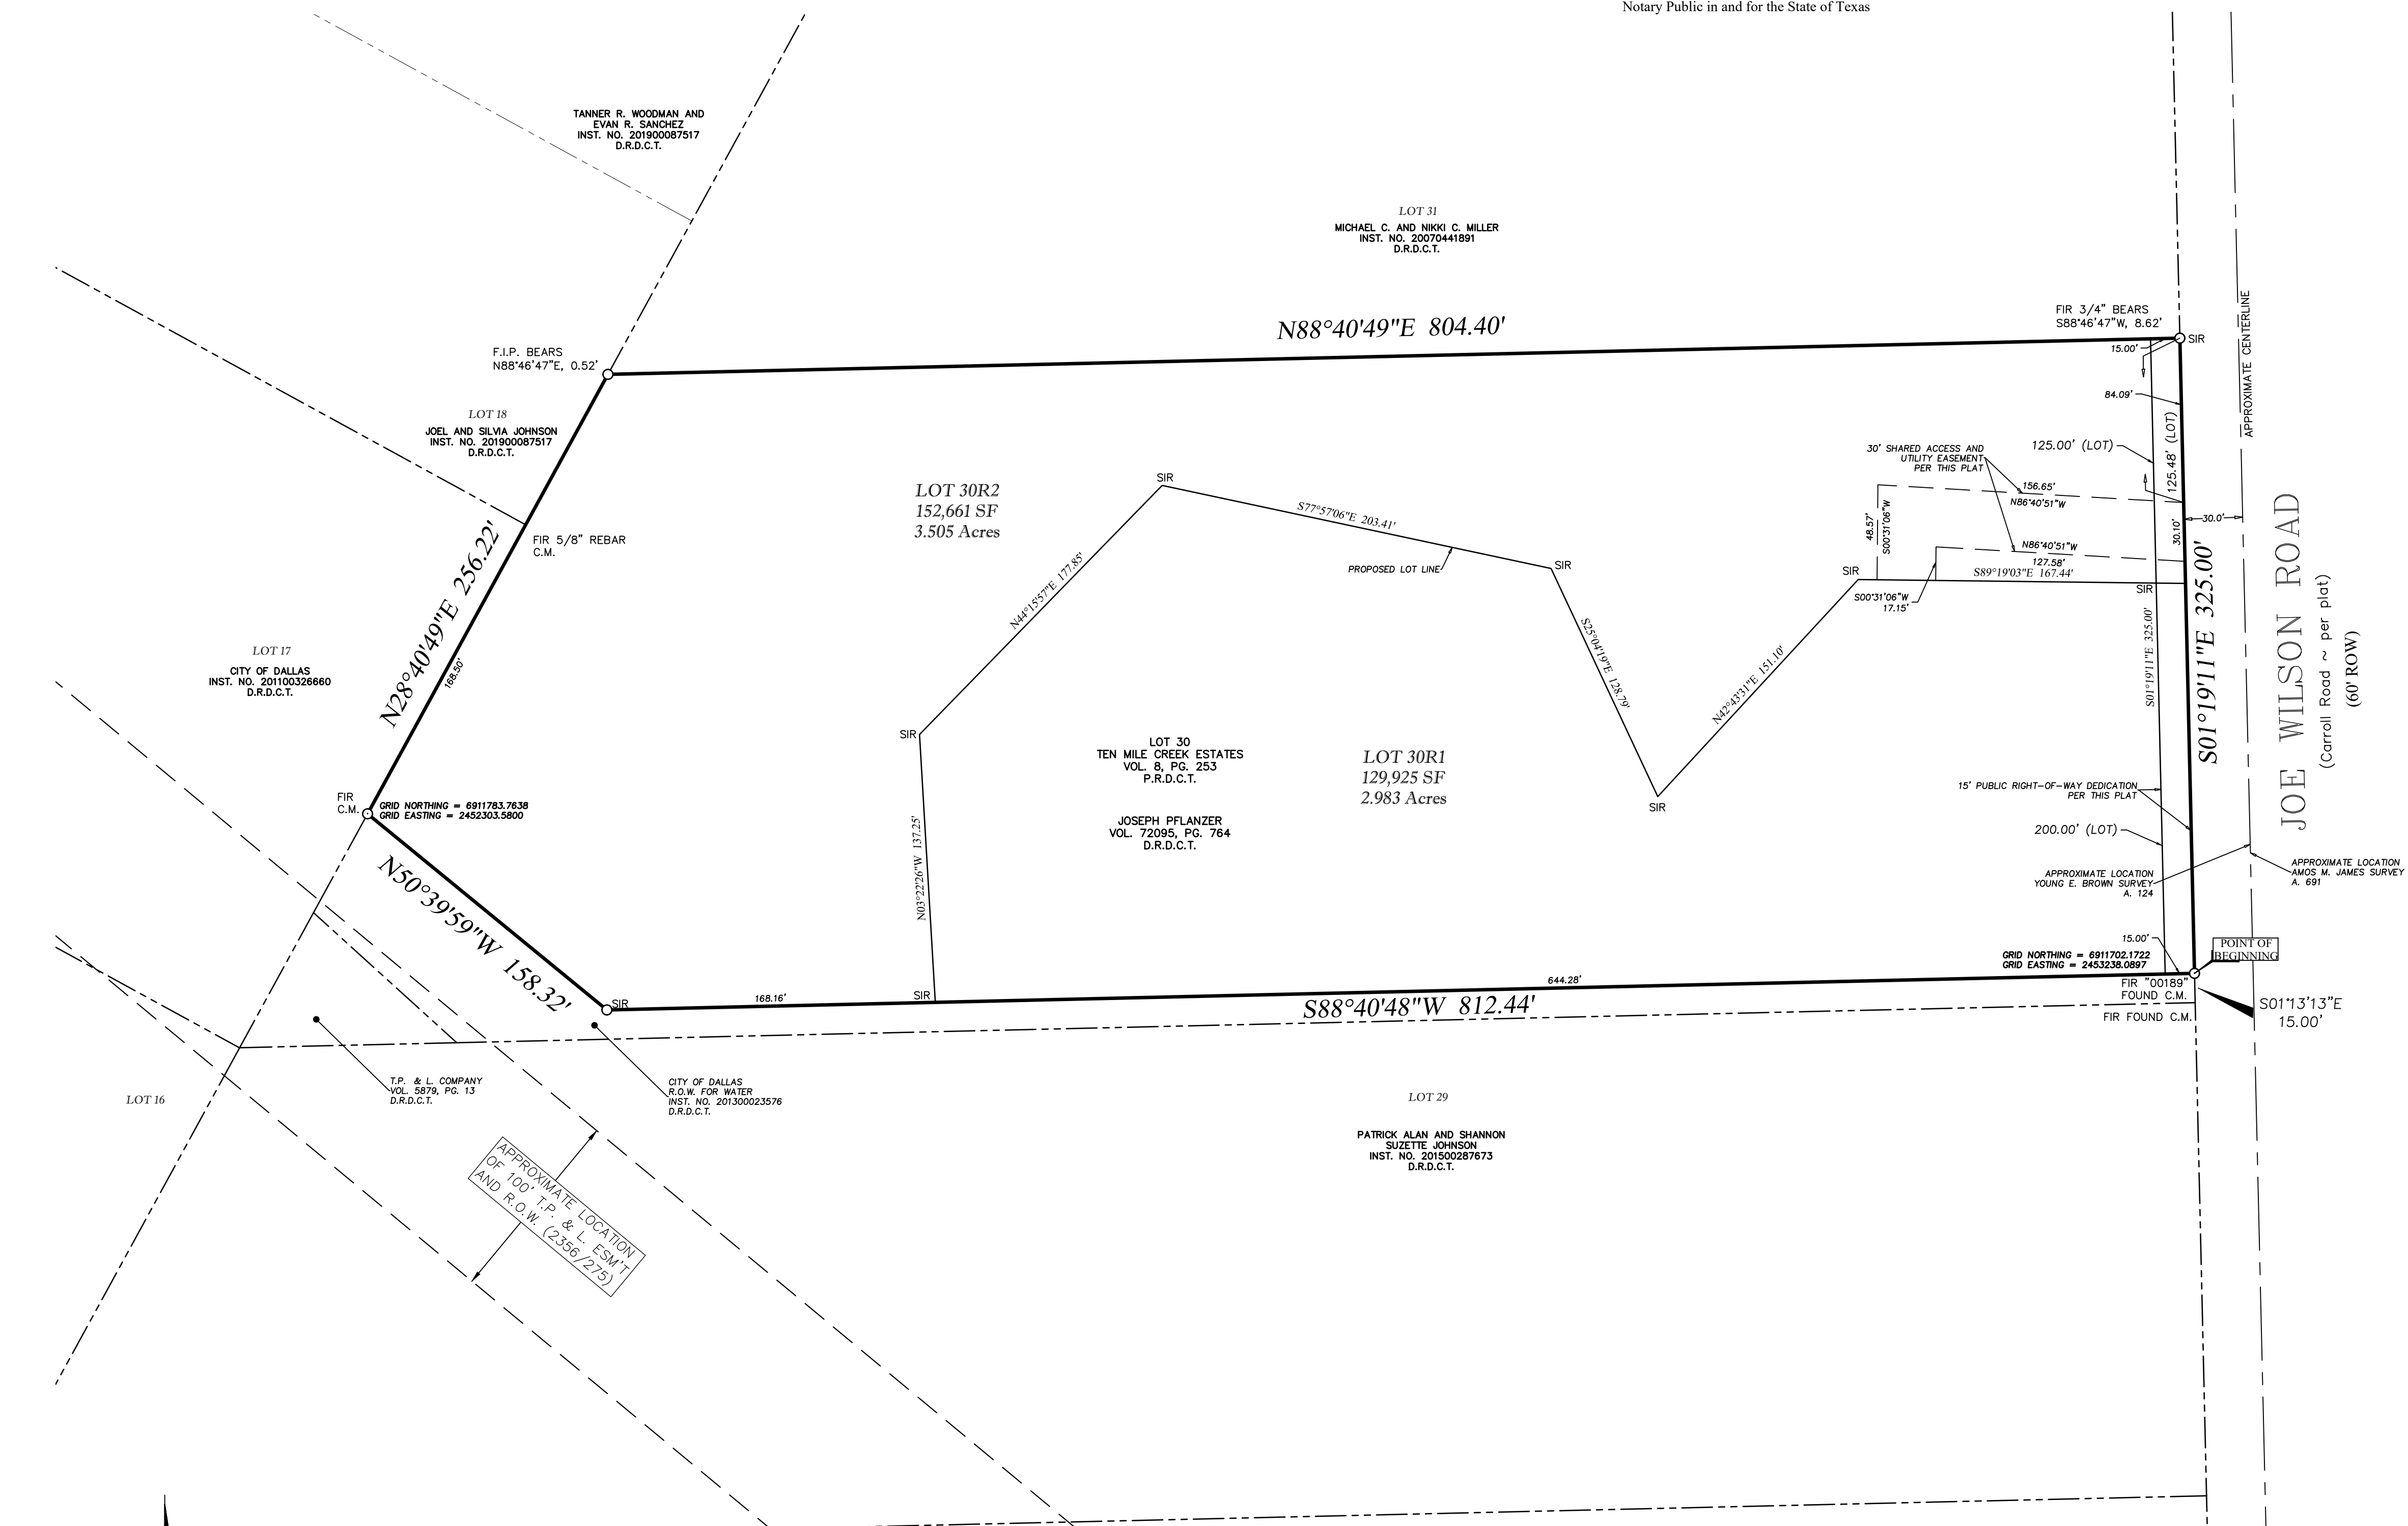 Notary Public in and for the State of Texas
TANNER R. WOODMAN AND
EVAN R. SANCHEZ
INST. NO. 201900087517
D.R.D.C.T.
LOT 31
MICHAEL C. AND NIKKI C. MILLER
INST. NO. 20070441891
D.R.D.C.T.
N88°40'49"E 804.40'
FIR 3/4" BEARS
S88°46'47"W, 8.62'
SIR
15.00'
84.09'
APPROXIMATE CENTERLINE
F.I.P. BEARS
N88°46'47"E, 0.52'
LOT 18
JOEL AND SILVIA JOHNSON
INST. NO. 201900087517
D.R.D.C.T.
FIR 5/8" REBAR
C.M.
N28°40'49"E 256.22'
168.50'
LOT 17
CITY OF DALLAS
INST. NO. 201100326660
D.R.D.C.T.
LOT 30R2
152,661 SF
3.505 Acres
SIR
S77°57'06"E 203.41'
PROPOSED LOT LINE
SIR
N44°15'57"E 177.85'
S25°04'19"E 128.79'
N42°43'31"E 151.10'
SIR
30' SHARED ACCESS AND
UTILITY EASEMENT
PER THIS PLAT
125.00' (LOT)
125.48' (LOT)
156.65'
N86°40'51"W
48.57'
S00°31'06"W
N86°40'51"W
127.58'
S89°19'03"E 167.44'
S00°31'06"W
17.15'
30.10'
30.0'
SIR
S01°19'11"E 325.00'
S01°19'11"E 325.00'
JOE WILSON ROAD
(Carroll Road ~ per plat)
(60' ROW)
SIR
LOT 30
TEN MILE CREEK ESTATES
VOL. 8, PG. 253
P.R.D.C.T.
JOSEPH PFLANZER
VOL. 72095, PG. 764
D.R.D.C.T.
LOT 30R1
129,925 SF
2.983 Acres
SIR
15' PUBLIC RIGHT-OF-WAY DEDICATION
PER THIS PLAT
200.00' (LOT)
APPROXIMATE LOCATION
YOUNG E. BROWN SURVEY
A. 124
APPROXIMATE LOCATION
AMOS M. JAMES SURVEY
A. 691
FIR
C.M.
GRID NORTHING = 6911783.7638
GRID EASTING = 2452303.5800
N50°39'59"W 158.32'
N03°22'26"W 137.25'
SIR
168.16'
SIR
644.28'
S88°40'48"W 812.44'
15.00'
GRID NORTHING = 6911702.1722
GRID EASTING = 2453238.0897
POINT OF
BEGINNING
FIR "00189"
FOUND C.M.
FIR FOUND C.M.
S01°13'13"E
15.00'
LOT 16
T.P. & L. COMPANY
VOL. 5879, PG. 13
D.R.D.C.T.
CITY OF DALLAS
R.O.W. FOR WATER
INST. NO. 201300023576
D.R.D.C.T.
LOT 29
PATRICK ALAN AND SHANNON
SUZETTE JOHNSON
INST. NO. 201500287673
D.R.D.C.T.
APPROXIMATE LOCATION
OF 100' T.P. & L. ESM'T
AND R.O.W. (2356/275)